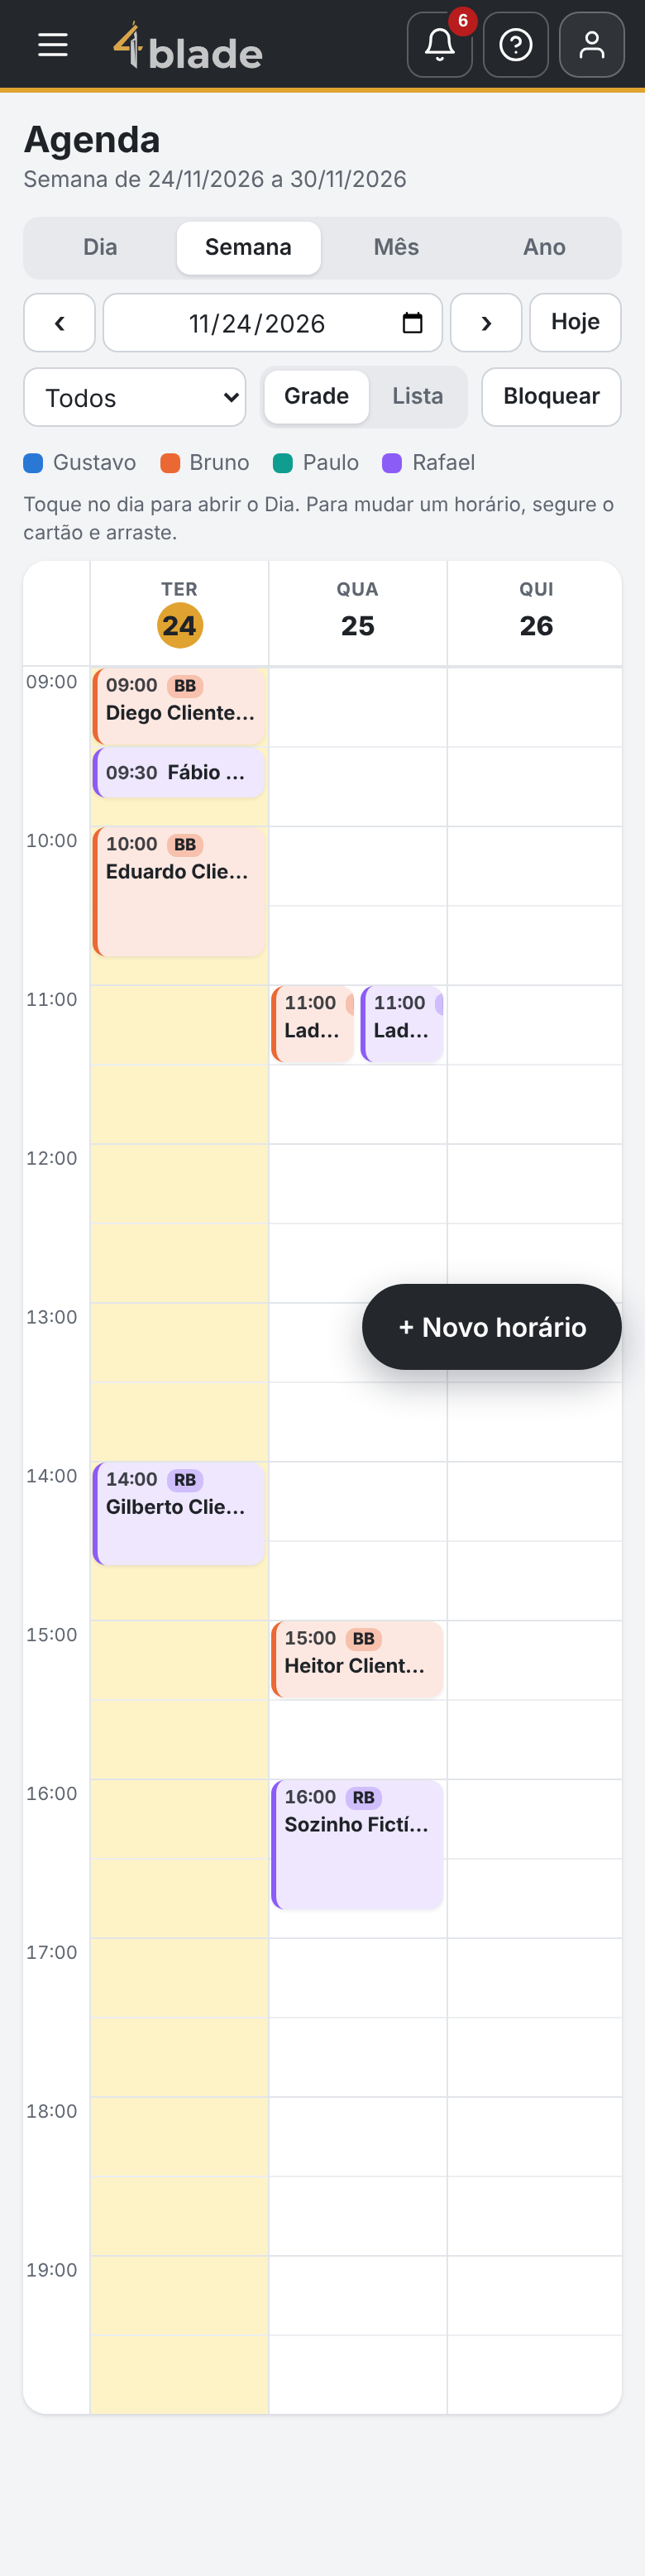 4blade
6
Agenda
Semana de 24/11/2026 a 30/11/2026
Dia Semana Mês Ano
‹ 11/24/2026 › Hoje
Todos Grade Lista Bloquear
Gustavo Bruno Paulo Rafael
Toque no dia para abrir o Dia. Para mudar um horário, segure o
cartão e arraste.
TER QUA QUI
24 25 26
09:00 09:00 BB
Diego Cliente...
09:30 Fábio ...
10:00 10:00 BB
Eduardo Clie...
11:00 11:00 11:00
Lad... Lad...
12:00
13:00 + Novo horário
14:00 14:00 RB
Gilberto Clie...
15:00 15:00 BB
Heitor Client...
16:00 16:00 RB
Sozinho Fictí...
17:00
18:00
19:00